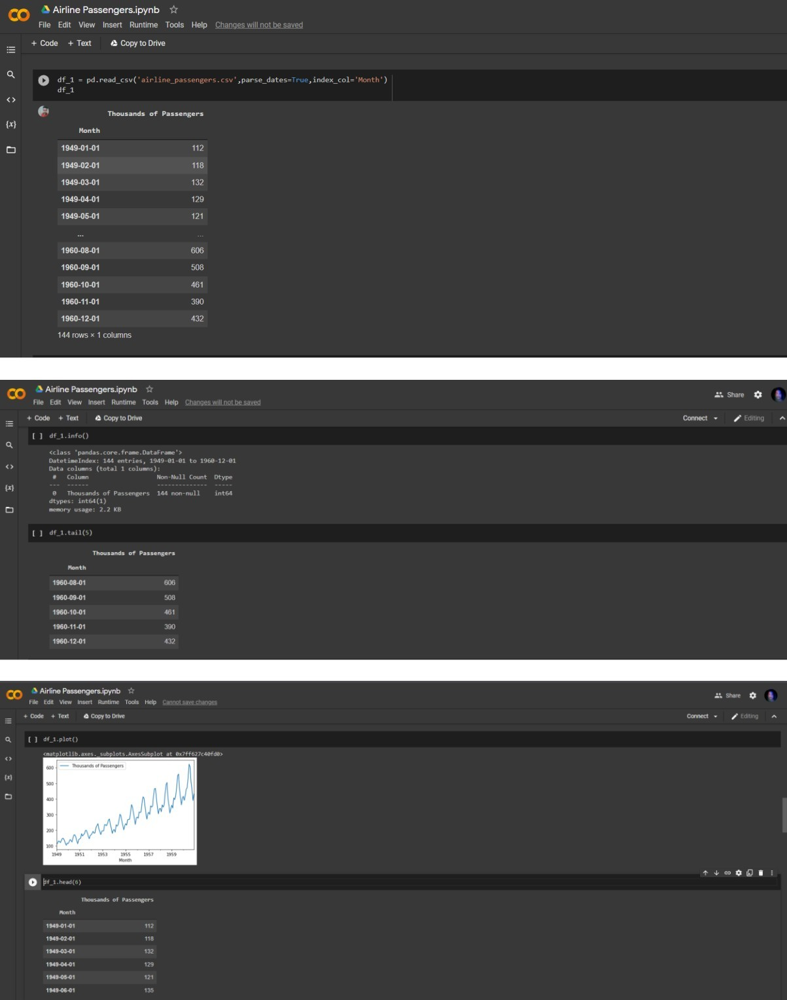 Airline Passengers.ipynb
File Edit View Insert Runtime Tools Help Changes will not be saved
+ Code + Text Copy to Drive
df_1 = pd.read_csv('airline_passengers.csv',parse_dates=True,index_col='Month')
df_1
Thousands of Passengers
Month
1949-01-01 112
1949-02-01 118
1949-03-01 132
1949-04-01 129
1949-05-01 121
... ...
1960-08-01 606
1960-09-01 508
1960-10-01 461
1960-11-01 390
1960-12-01 432
144 rows × 1 columns
Airline Passengers.ipynb
File Edit View Insert Runtime Tools Help Changes will not be saved
Share
+ Code + Text Copy to Drive
Connect Editing
[ ] df_1.info()
<class 'pandas.core.frame.DataFrame'>
DatetimeIndex: 144 entries, 1949-01-01 to 1960-12-01
Data columns (total 1 columns):
# Column Non-Null Count Dtype
--- ------ -------------- -----
0 Thousands of Passengers 144 non-null int64
dtypes: int64(1)
memory usage: 2.2 KB
[ ] df_1.tail(5)
Thousands of Passengers
Month
1960-08-01 606
1960-09-01 508
1960-10-01 461
1960-11-01 390
1960-12-01 432
Airline Passengers.ipynb
File Edit View Insert Runtime Tools Help Cannot save changes
Share
+ Code + Text Copy to Drive
Connect Editing
[ ] df_1.plot()
<matplotlib.axes._subplots.AxesSubplot at 0x7ff627c40fd0>
Thousands of Passengers
600
500
400
300
200
100
1949 1951 1953 1955 1957 1959
Month
df_1.head(6)
Thousands of Passengers
Month
1949-01-01 112
1949-02-01 118
1949-03-01 132
1949-04-01 129
1949-05-01 121
1949-06-01 135